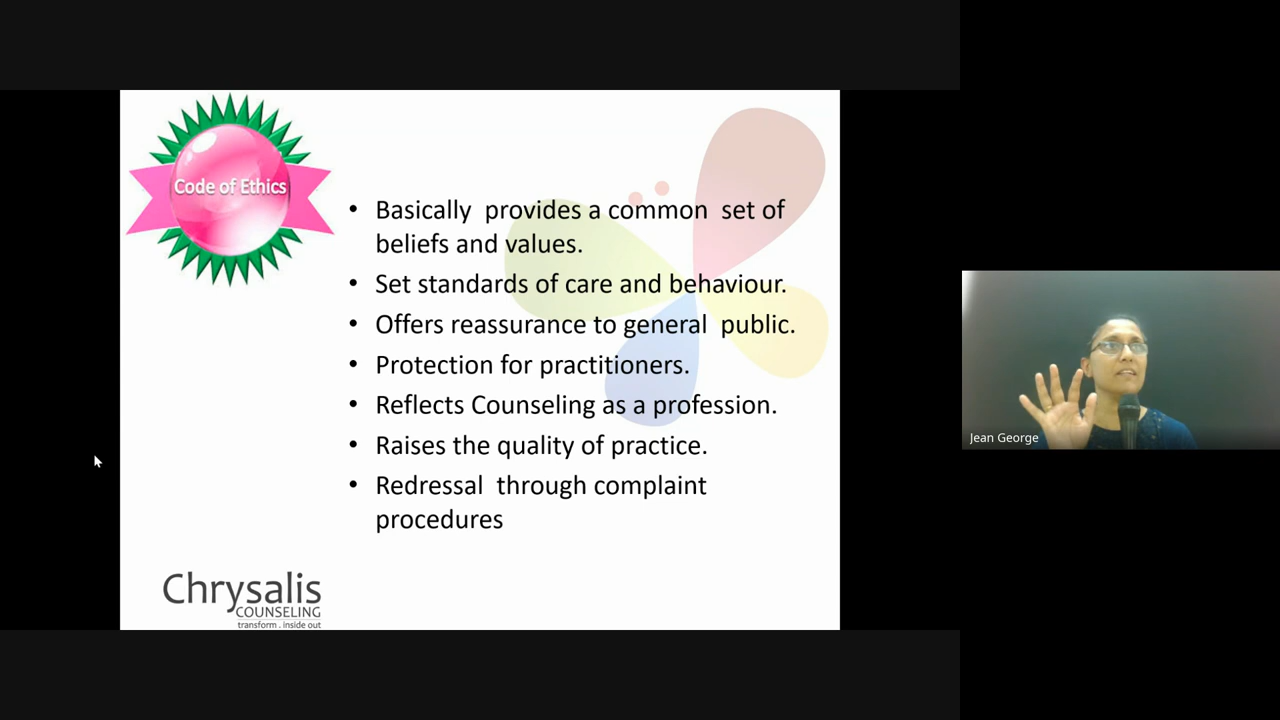 Code of Ethics
• Basically provides a common set of
beliefs and values.
• Set standards of care and behaviour.
• Offers reassurance to general public.
• Protection for practitioners.
• Reflects Counseling as a profession.
• Raises the quality of practice.
• Redressal through complaint
procedures
Chrysalis
COUNSELING
transform . inside out
Jean George